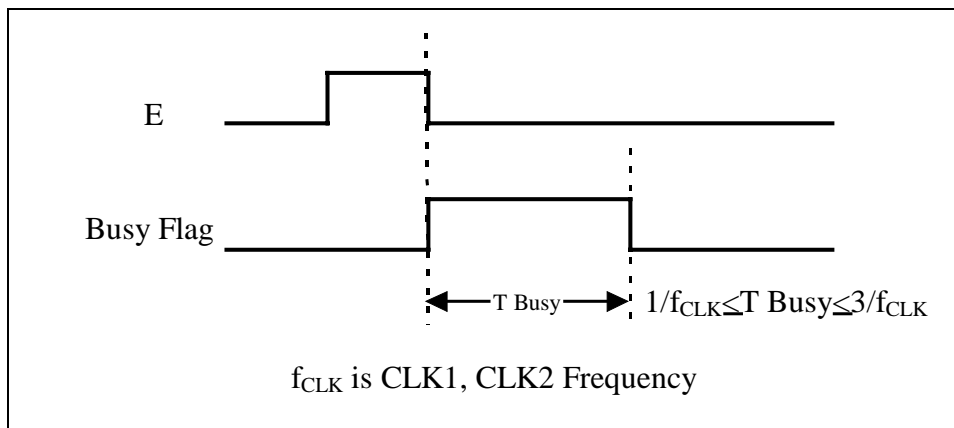 E
Busy Flag
T Busy
1/fCLK≤T Busy≤3/fCLK
fCLK is CLK1, CLK2 Frequency